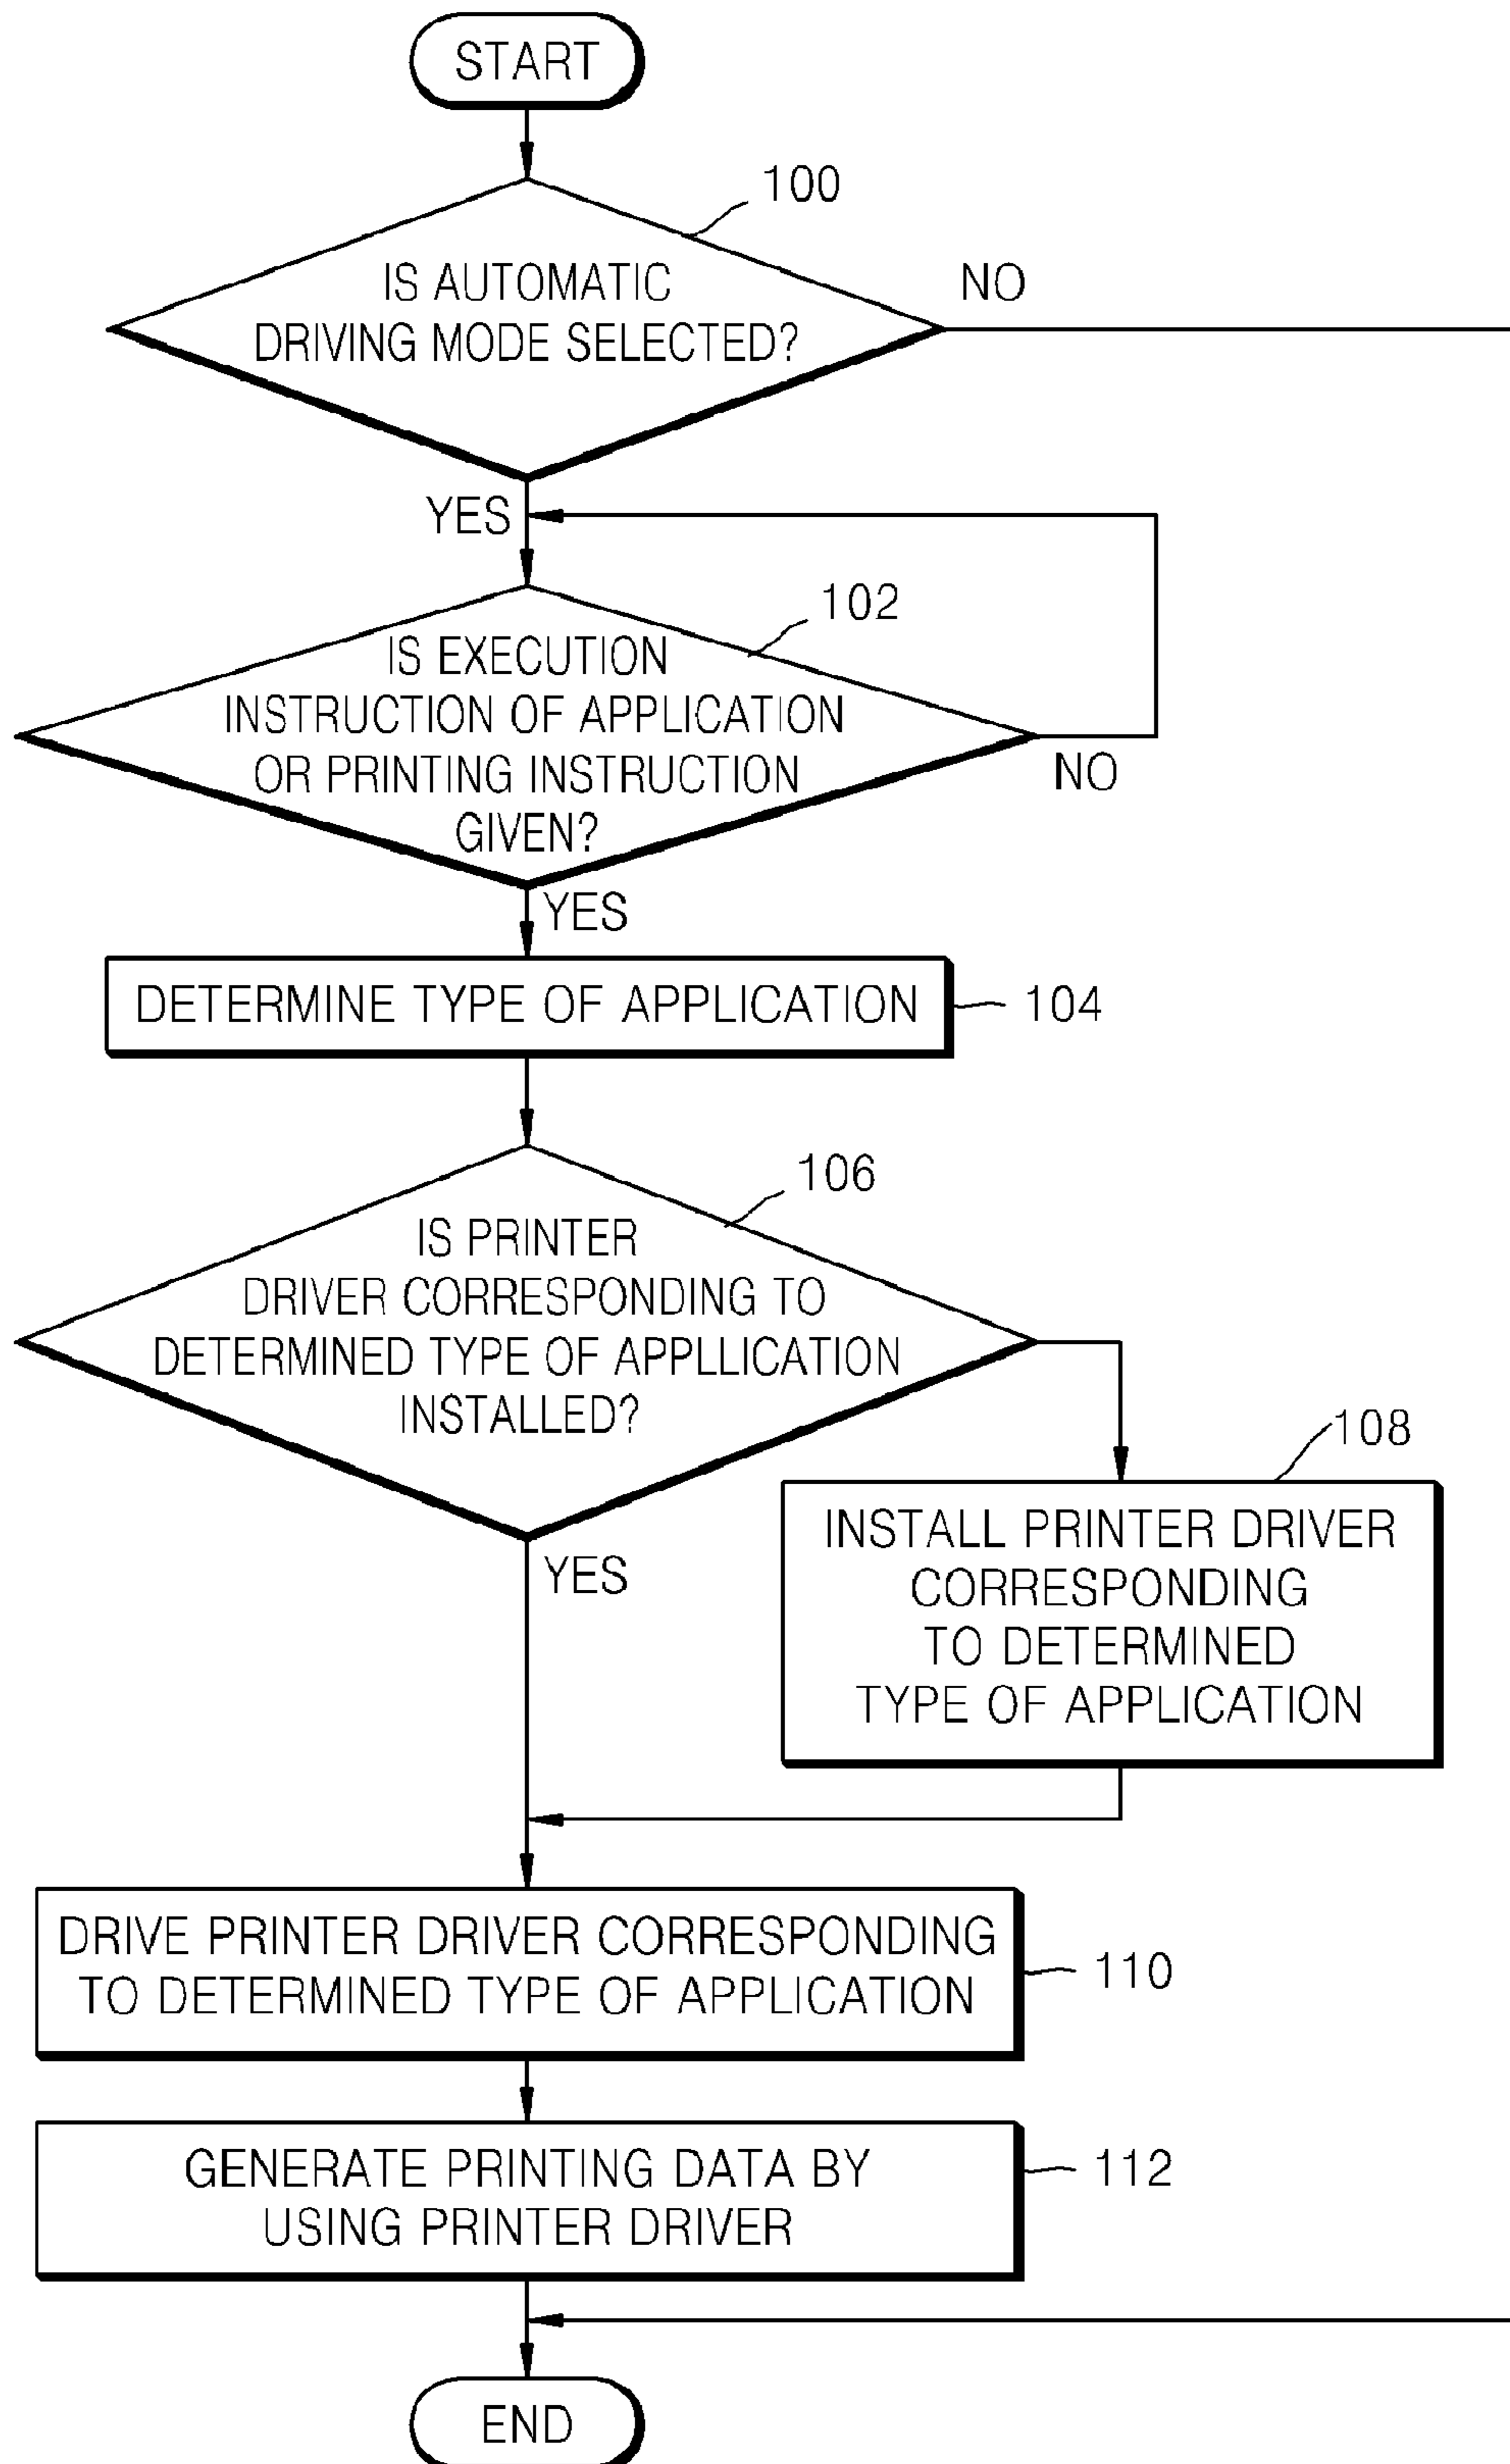 START
100
IS AUTOMATIC
DRIVING MODE SELECTED?
NO
YES
102
IS EXECUTION
INSTRUCTION OF APPLICATION
OR PRINTING INSTRUCTION
GIVEN?
NO
YES
DETERMINE TYPE OF APPLICATION
104
106
IS PRINTER
DRIVER CORRESPONDING TO
DETERMINED TYPE OF APPLLICATION
INSTALLED?
YES
108
INSTALL PRINTER DRIVER
CORRESPONDING
TO DETERMINED
TYPE OF APPLICATION
DRIVE PRINTER DRIVER CORRESPONDING
TO DETERMINED TYPE OF APPLICATION
110
GENERATE PRINTING DATA BY
USING PRINTER DRIVER
112
END